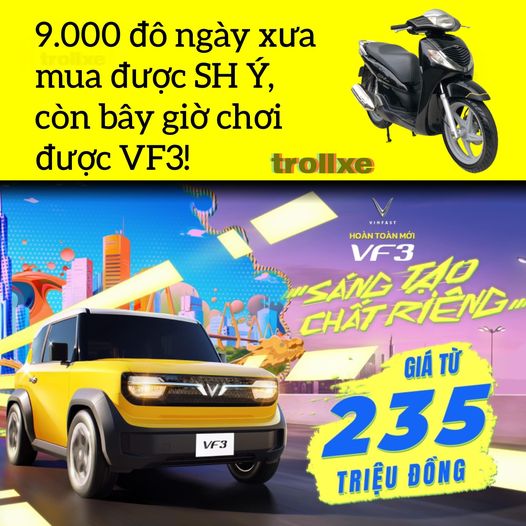 9.000 đô ngày xưa
mua được SH Ý,
còn bây giờ chơi
được VF3!
trollxe
VINFAST
HOÀN TOÀN MỚI
VF3
"SÁNG TẠO
CHẤT RIÊNG"
GIÁ TỪ
235
TRIỆU ĐỒNG
VF3